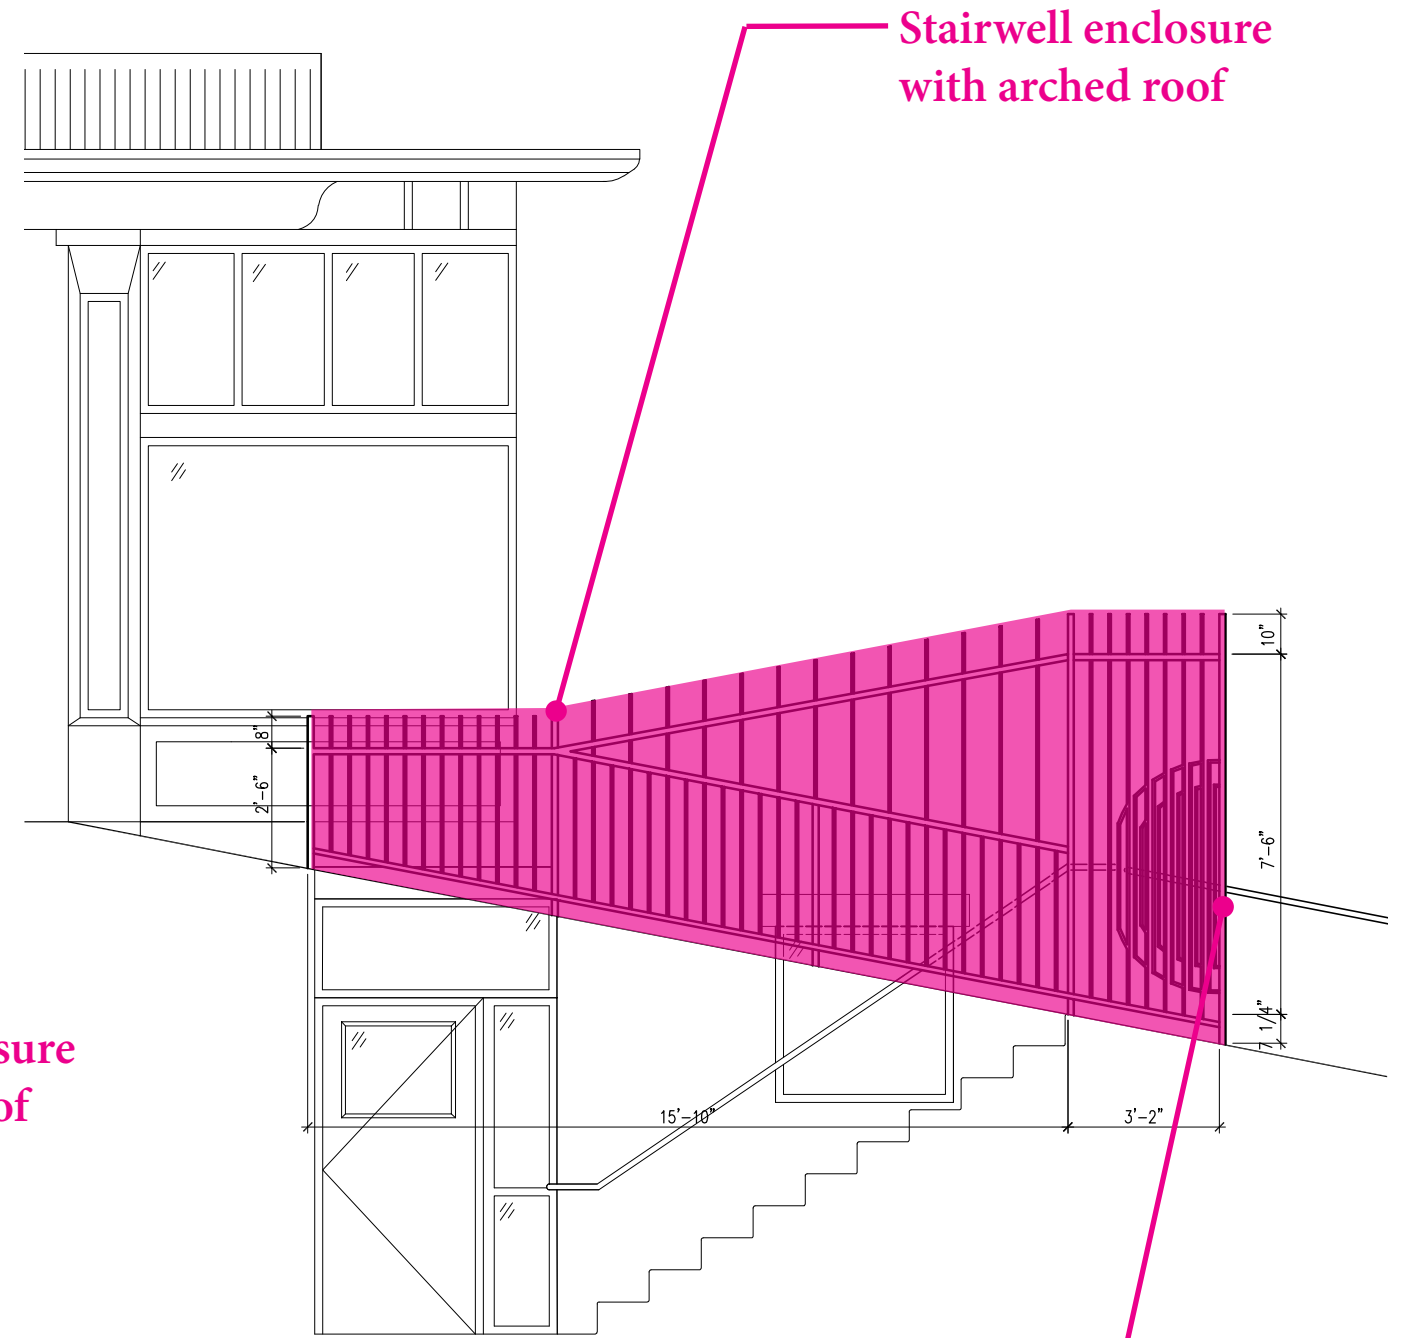 Stairwell enclosure
with arched roof
10"
8"
2'-6"
7'-6"
7 1/4"
sure
of
15'-10"
3'-2"